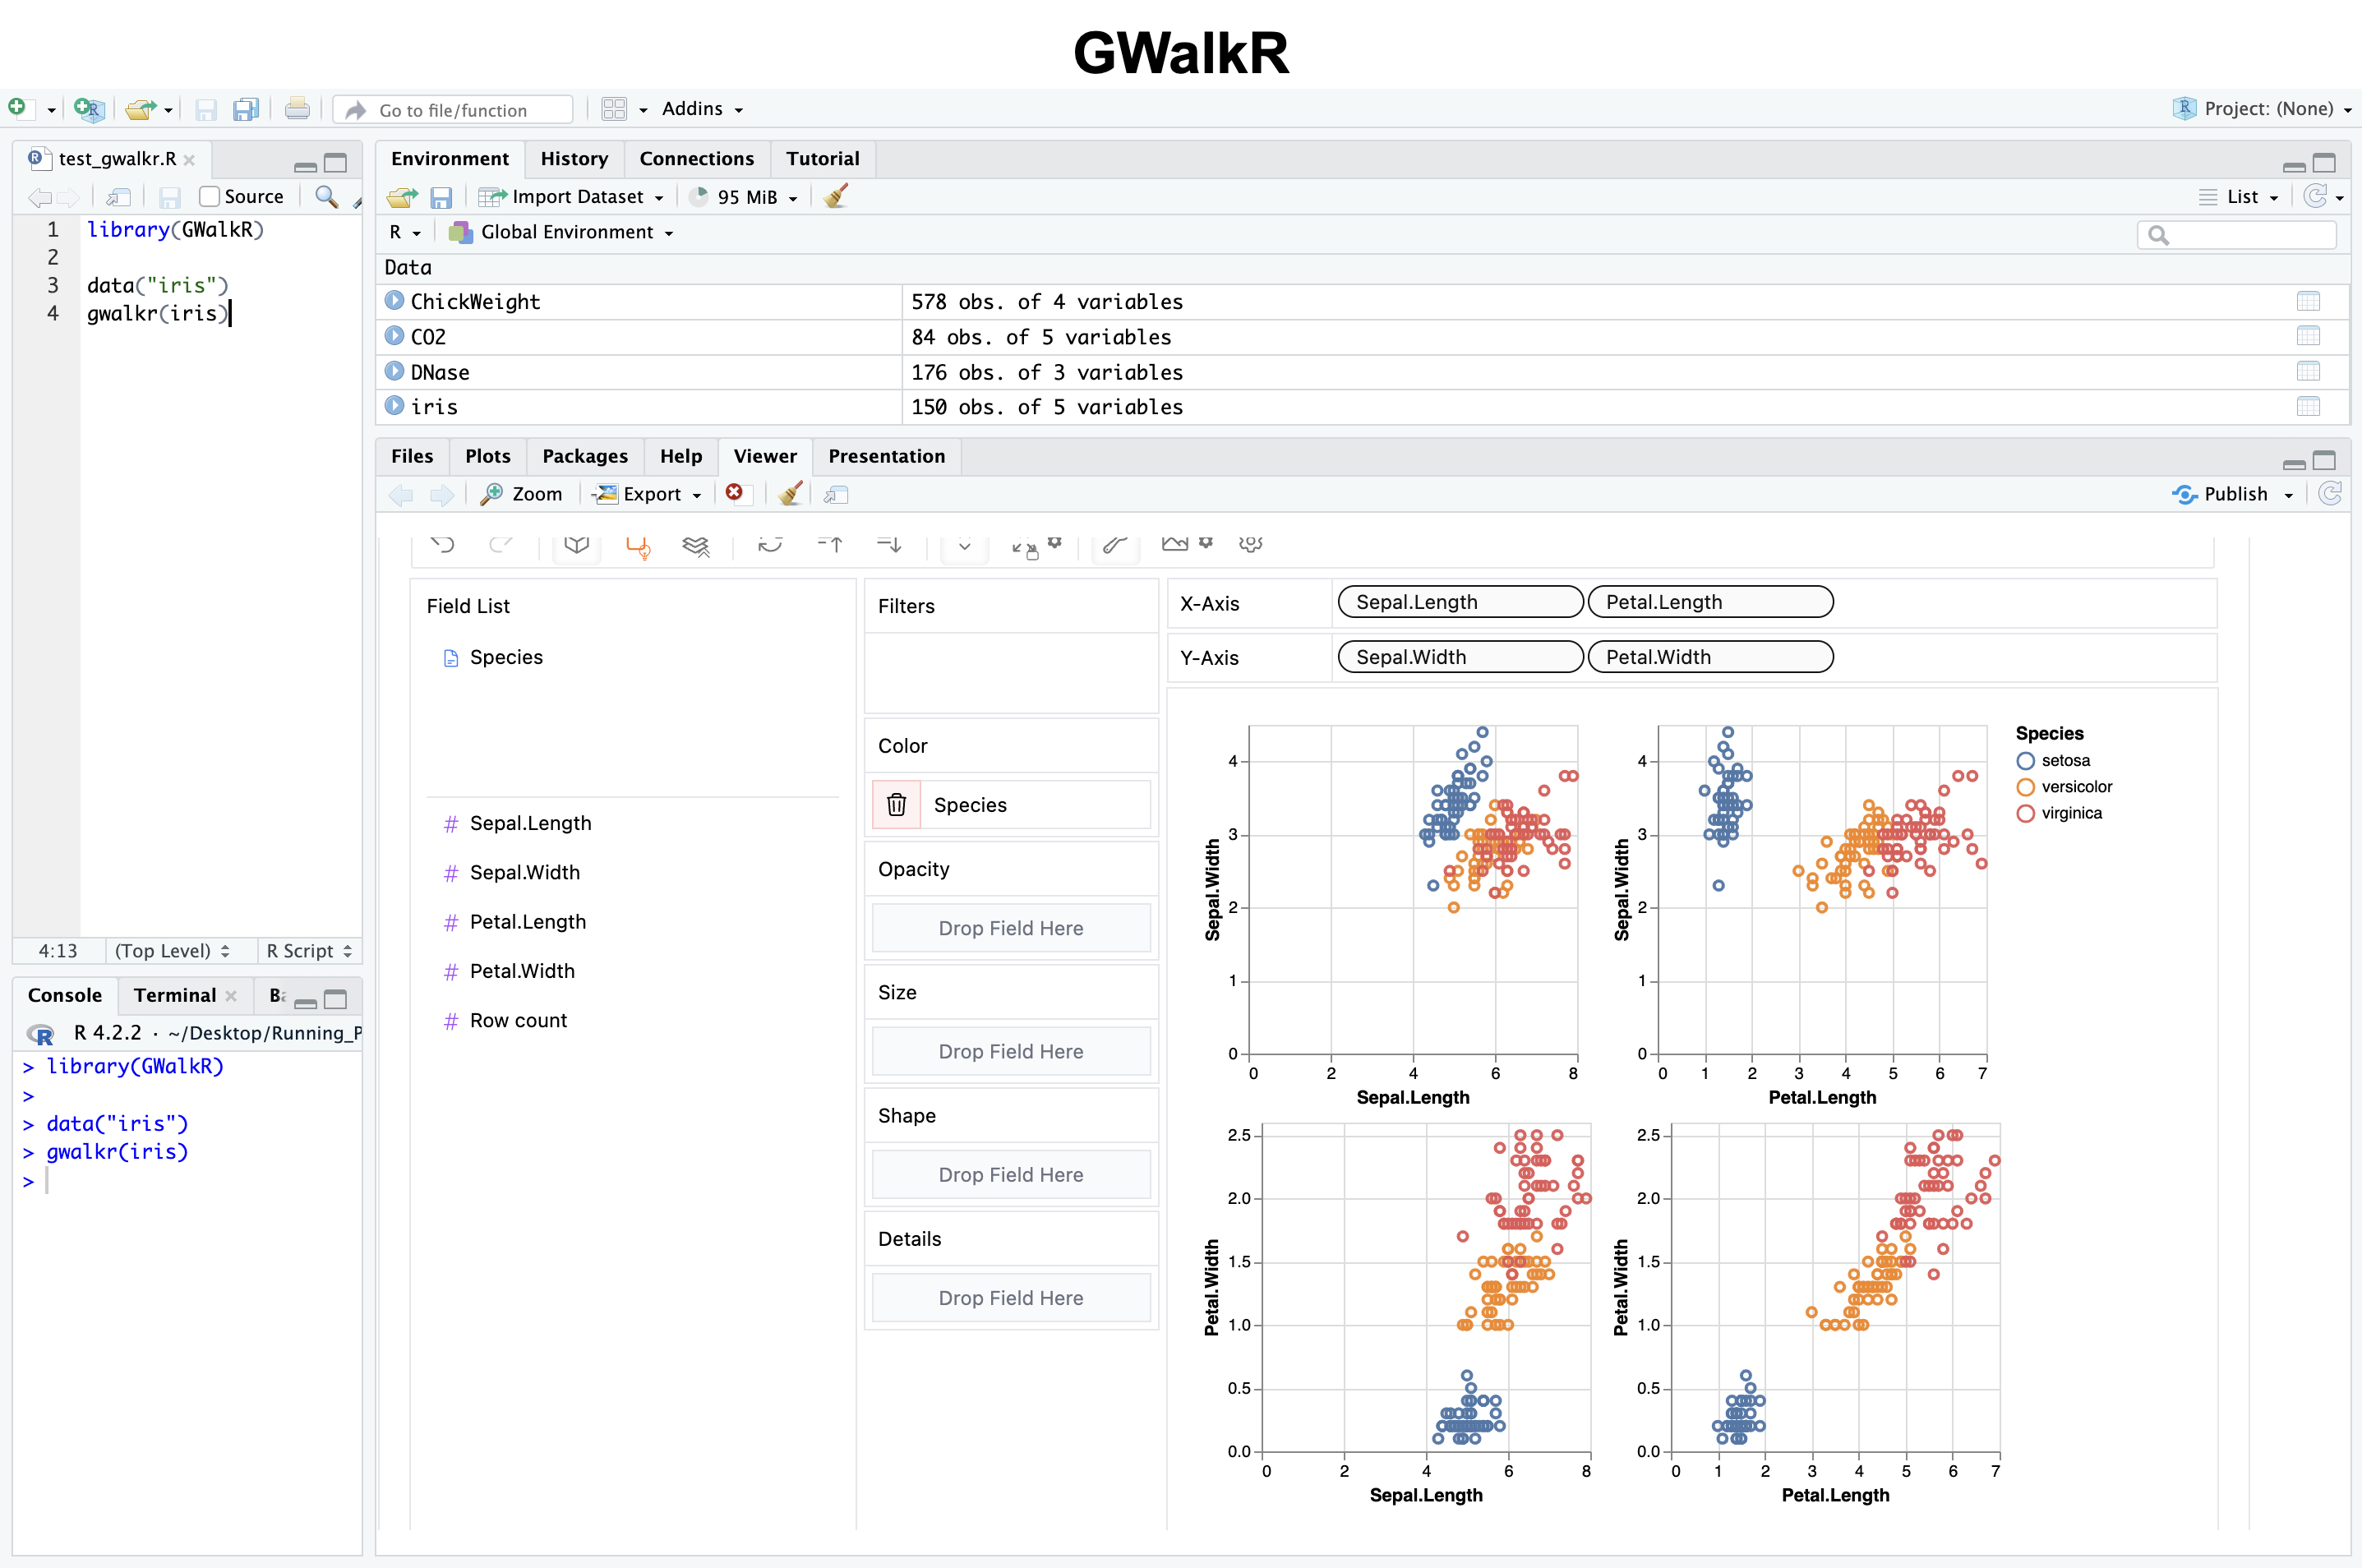 GWalkR
Go to file/function
Addins
Project: (None)
test_gwalkr.R
Source
1 library(GWalkR)
2
3 data("iris")
4 gwalkr(iris)
4:13 (Top Level) R Script
Console Terminal
R 4.2.2 · ~/Desktop/Running_P
> library(GWalkR)
>
> data("iris")
> gwalkr(iris)
>
Environment History Connections Tutorial
Import Dataset 95 MiB List
R Global Environment
Data
ChickWeight 578 obs. of 4 variables
CO2 84 obs. of 5 variables
DNase 176 obs. of 3 variables
iris 150 obs. of 5 variables
Files Plots Packages Help Viewer Presentation
Zoom Export Publish
Field List
Species
# Sepal.Length
# Sepal.Width
# Petal.Length
# Petal.Width
# Row count
Filters
Color
Species
Opacity
Drop Field Here
Size
Drop Field Here
Shape
Drop Field Here
Details
Drop Field Here
X-Axis Sepal.Length Petal.Length
Y-Axis Sepal.Width Petal.Width
Sepal.Width
4
3
2
1
0
0 2 4 6 8
Sepal.Length
Sepal.Width
4
3
2
1
0
0 1 2 3 4 5 6 7
Petal.Length
Species
setosa
versicolor
virginica
Petal.Width
2.5
2.0
1.5
1.0
0.5
0.0
0 2 4 6 8
Sepal.Length
Petal.Width
2.5
2.0
1.5
1.0
0.5
0.0
0 1 2 3 4 5 6 7
Petal.Length